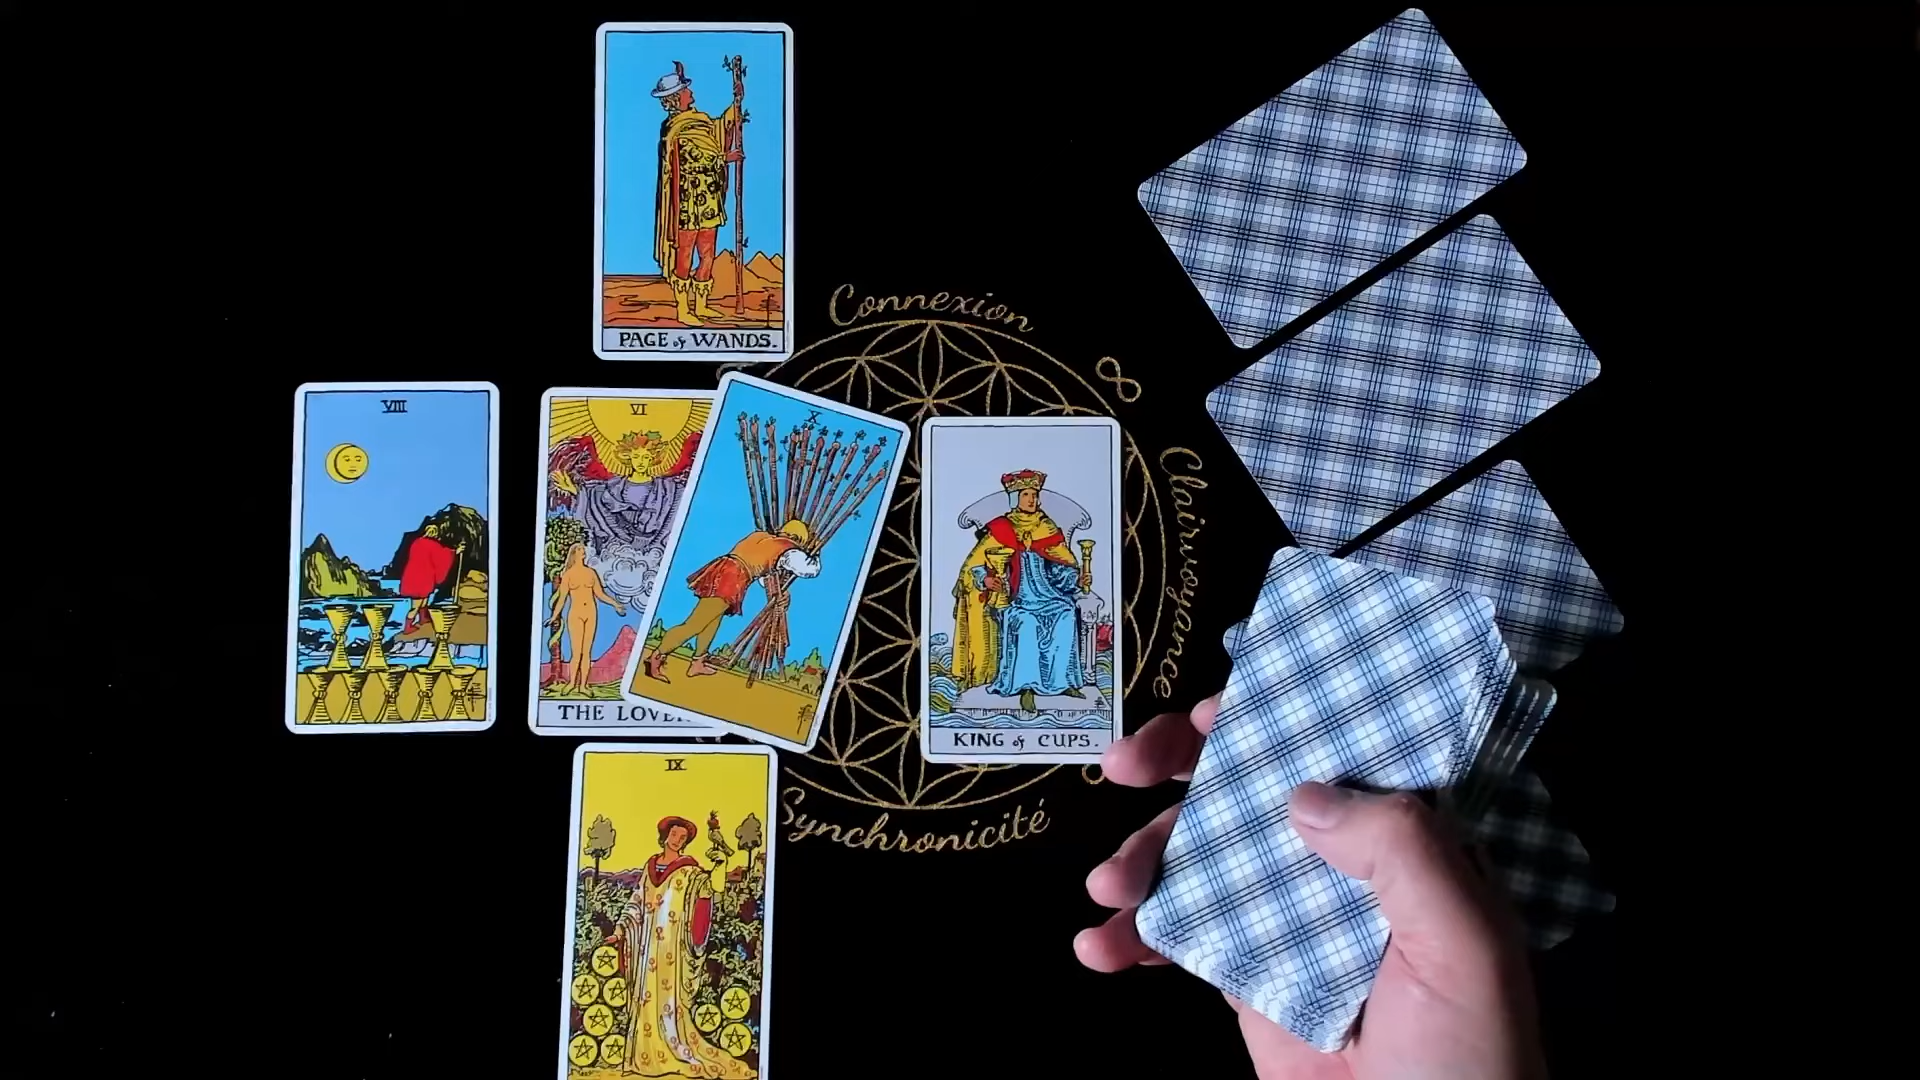 PAGE of WANDS.
Connexion
VIII
VI
X
THE LOVE
KING of CUPS.
Clairvoyance
IX
Synchronicité